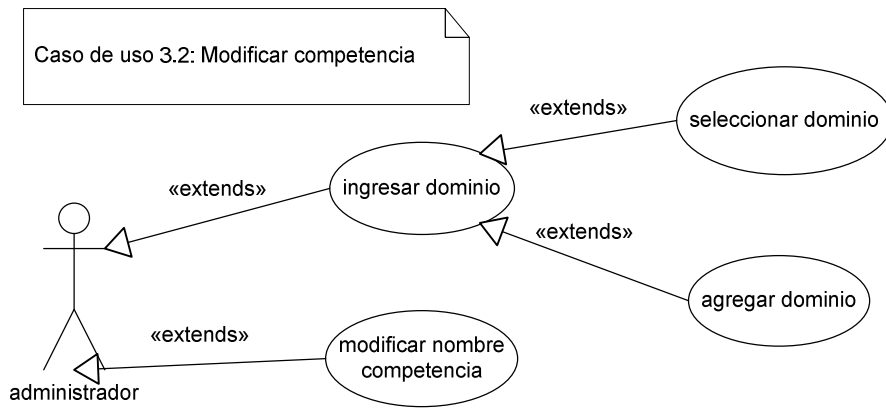 Caso de uso 3.2: Modificar competencia
«extends»
seleccionar dominio
«extends»
ingresar dominio
«extends»
agregar dominio
«extends»
modificar nombre
competencia
administrador